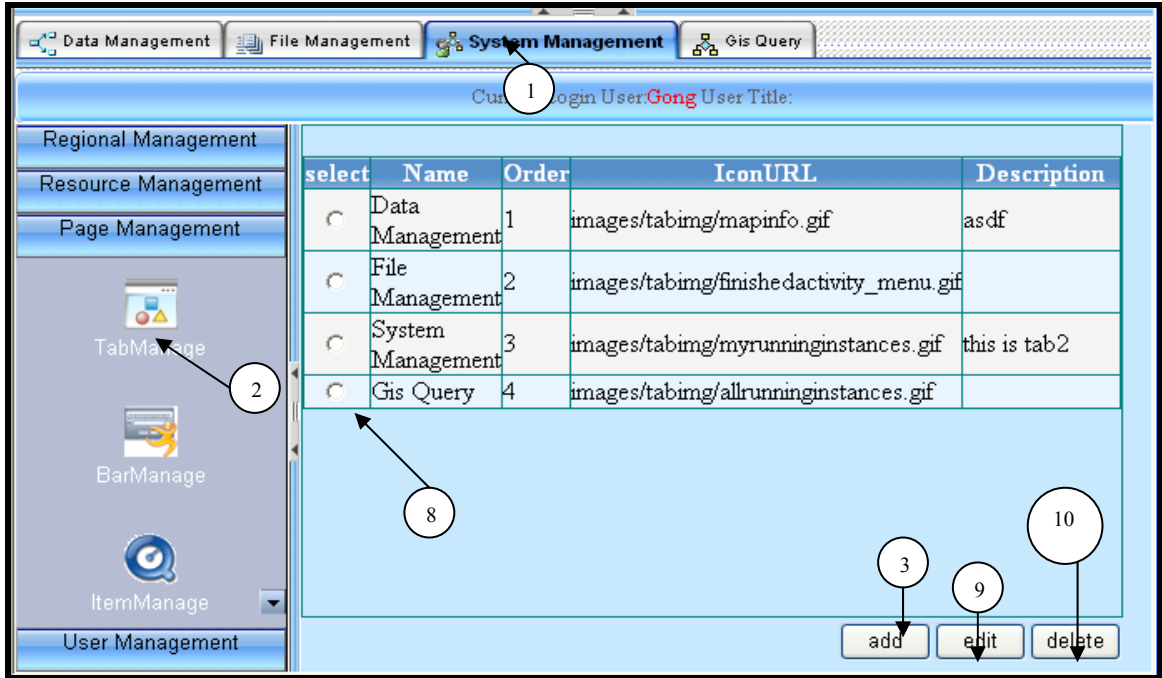 Data Management File Management System Management Gis Query
1
Login User:Gong User Title:
Regional Management
Resource Management
Page Management
TabManage
2
BarManage
ItemManage
User Management
select Name Order IconURL Description
Data Management 1 images/tabimg/mapinfo.gif asdf
File Management 2 images/tabimg/finishedactivity_menu.gif
System Management 3 images/tabimg/myrunninginstances.gif this is tab2
Gis Query 4 images/tabimg/allrunninginstances.gif
8
10
3
9
add edit delete